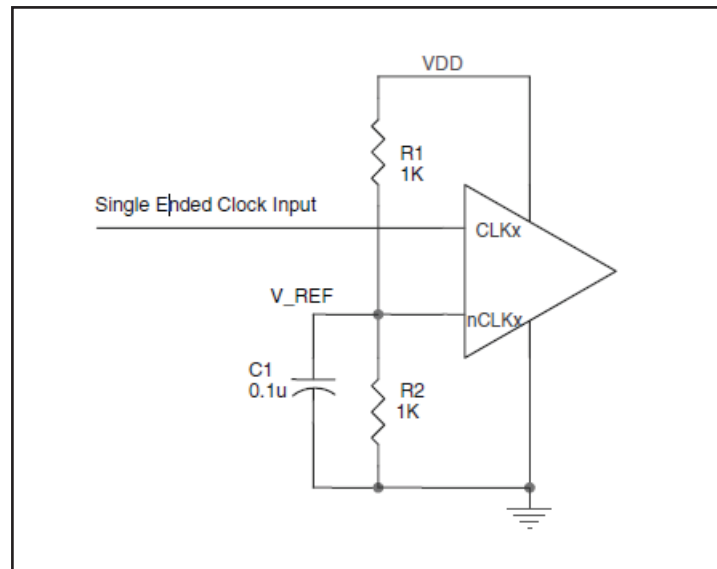 VDD
R1
1K
Single Ended Clock Input
CLKx
V_REF
nCLKx
C1
0.1u
R2
1K